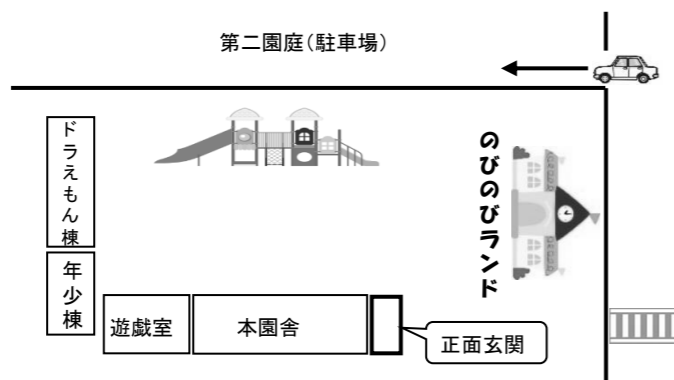 第二園庭(駐車場)
ドラえもん棟
のびのびランド
年少棟
遊戯室
本園舎
正面玄関